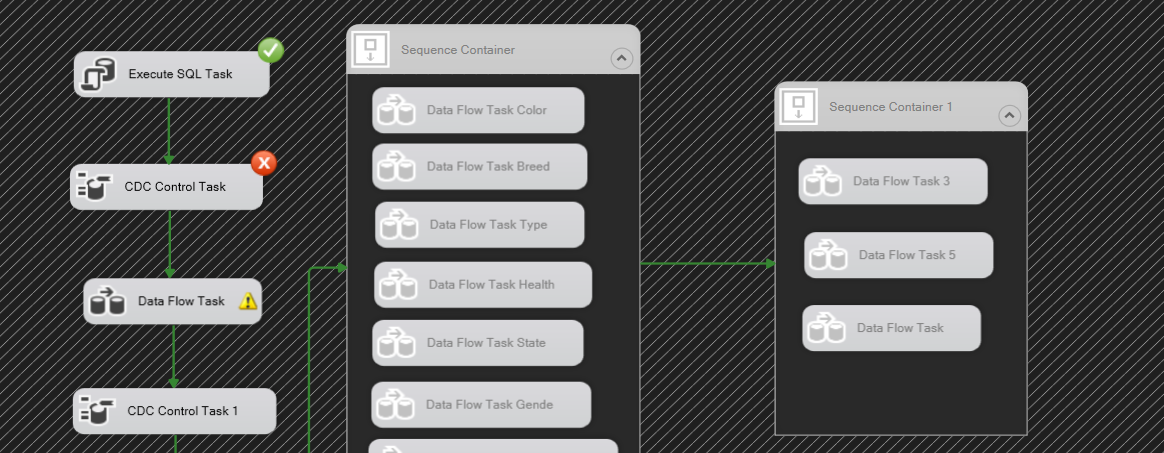 Execute SQL Task
CDC Control Task
Data Flow Task
CDC Control Task 1
Sequence Container
Data Flow Task Color
Data Flow Task Breed
Data Flow Task Type
Data Flow Task Health
Data Flow Task State
Data Flow Task Gende
Sequence Container 1
Data Flow Task 3
Data Flow Task 5
Data Flow Task